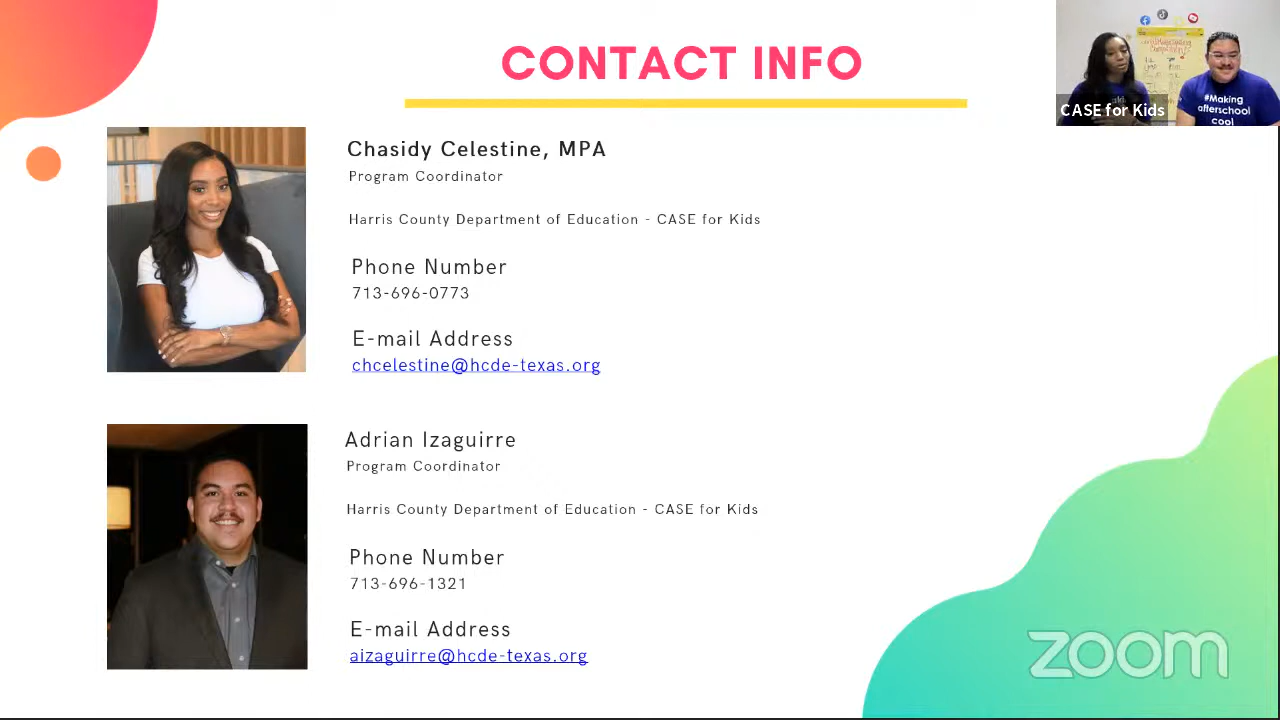 CONTACT INFO
CASE for Kids
#Making
afterschool
cool
Chasidy Celestine, MPA
Program Coordinator
Harris County Department of Education - CASE for Kids
Phone Number
713-696-0773
E-mail Address
chcelestine@hcde-texas.org
Adrian Izaguirre
Program Coordinator
Harris County Department of Education - CASE for Kids
Phone Number
713-696-1321
E-mail Address
aizaguirre@hcde-texas.org
zoom